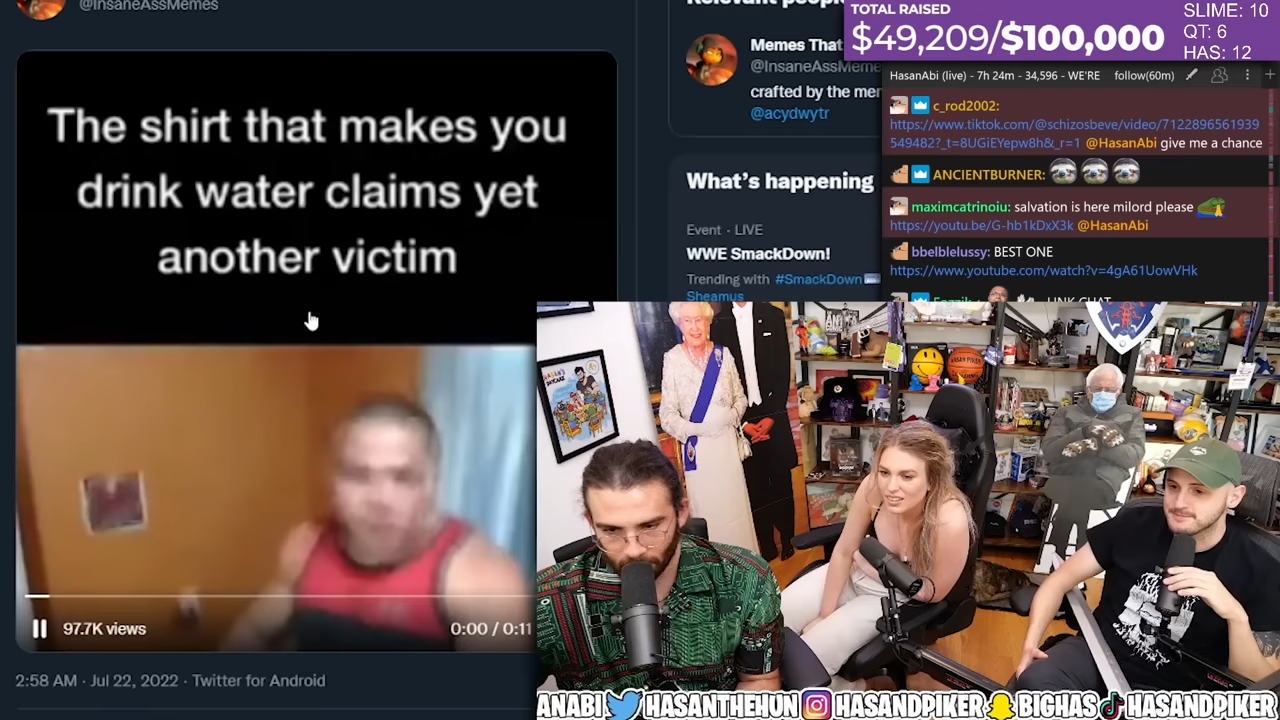 @InsaneAssMemes
The shirt that makes you
drink water claims yet
another victim
97.7K views
0:00 / 0:11
2:58 AM · Jul 22, 2022 · Twitter for Android
Memes That
@InsaneAssMeme
crafted by the mem
@acydwytr
What's happening
Event · LIVE
WWE SmackDown!
Trending with #SmackDown
Sheamus
TOTAL RAISED
$49,209/$100,000
SLIME: 10
QT: 6
HAS: 12
HasanAbi (live) - 7h 24m - 34,596 - WE'RE follow(60m)
c_rod2002:
https://www.tiktok.com/@schizosbeve/video/7122896561939
549482?_t=8UGiEYepw8h&_r=1 @HasanAbi give me a chance
ANCIENTBURNER:
maximcatrinoiu: salvation is here milord please
https://youtu.be/G-hb1kDxX3k @HasanAbi
bbelblelussy: BEST ONE
https://www.youtube.com/watch?v=4gA61UowVHk
LINK CHAT
HASAN PIKER
ANABI HASANTHEHUN HASANDPIKER BIGHAS HASANDPIKER